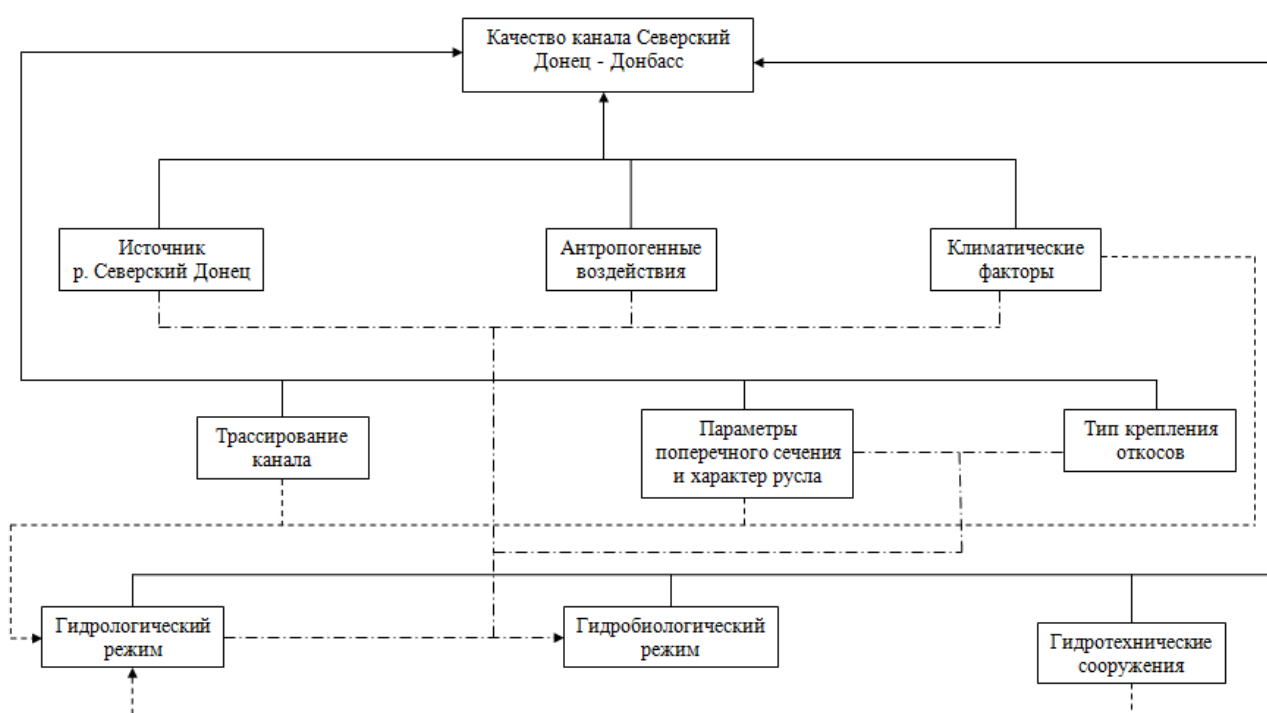 Качество канала Северский
Донец - Донбасс
Источник
р. Северский Донец
Антропогенные
воздействия
Климатические
факторы
Трассирование
канала
Параметры
поперечного сечения
и характер русла
Тип крепления
откосов
Гидрологический
режим
Гидробиологический
режим
Гидротехнические
сооружения